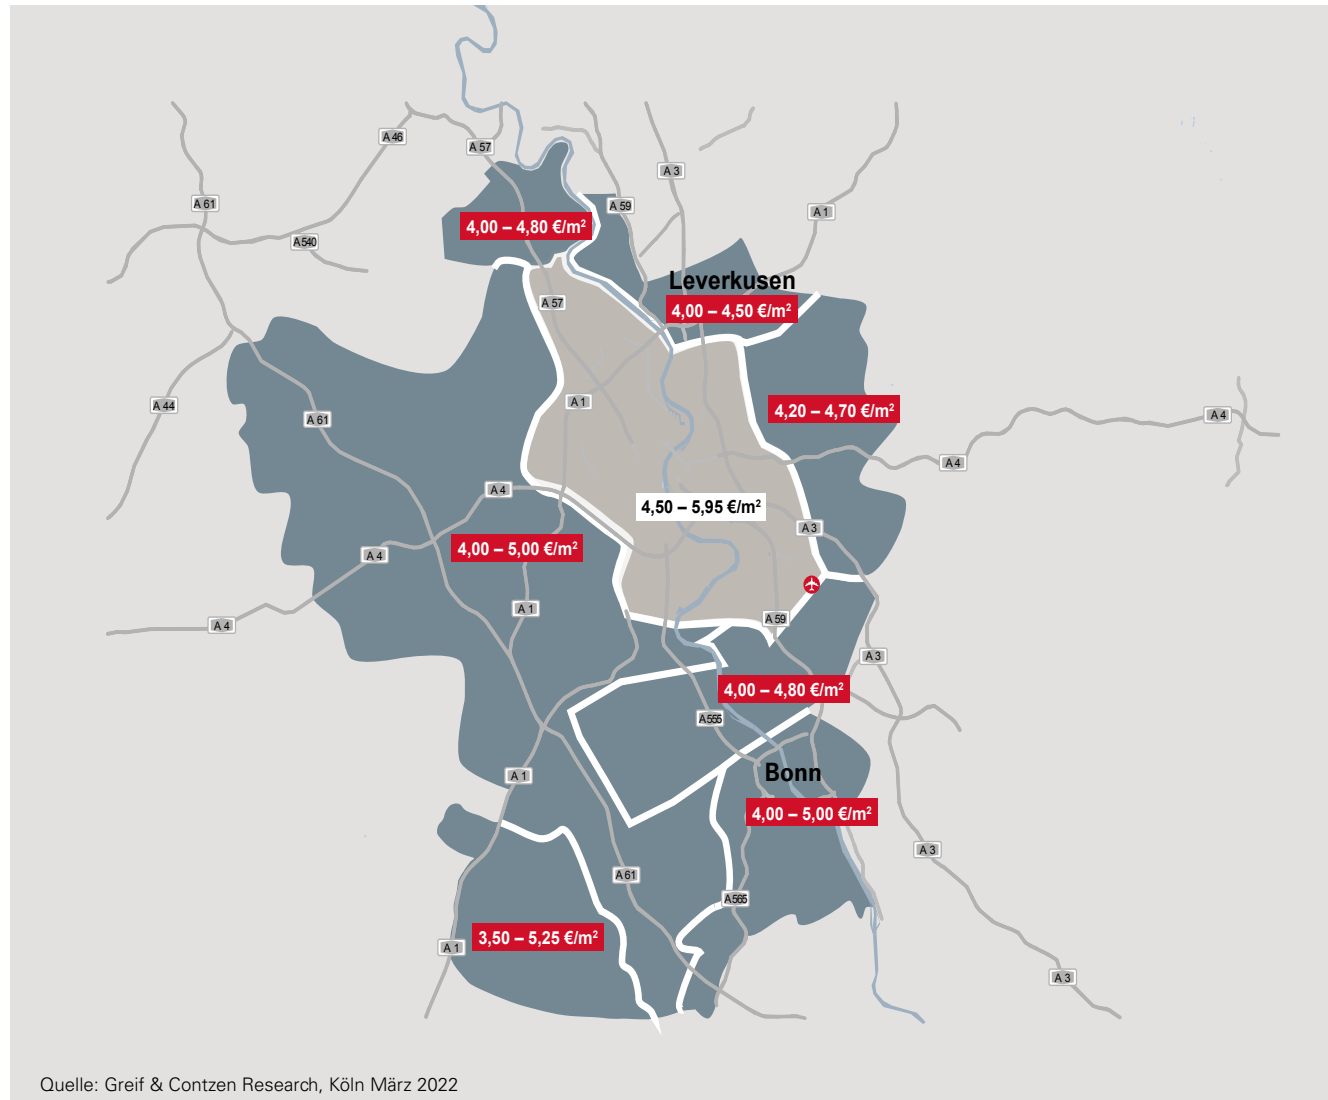 A 46
A 57
A 3
A 61
A 59
A 1
4,00 – 4,80 €/m²
A 540
Leverkusen
A 57
4,00 – 4,50 €/m²
A 1
A 44
4,20 – 4,70 €/m²
A 61
A 4
A 4
A 4
4,50 – 5,95 €/m²
A 3
4,00 – 5,00 €/m²
A 4
A 1
A 59
A 4
A 3
4,00 – 4,80 €/m²
A 555
Bonn
A 1
4,00 – 5,00 €/m²
A 3
A 61
A 565
3,50 – 5,25 €/m²
A 1
A 3
Quelle: Greif & Contzen Research, Köln März 2022